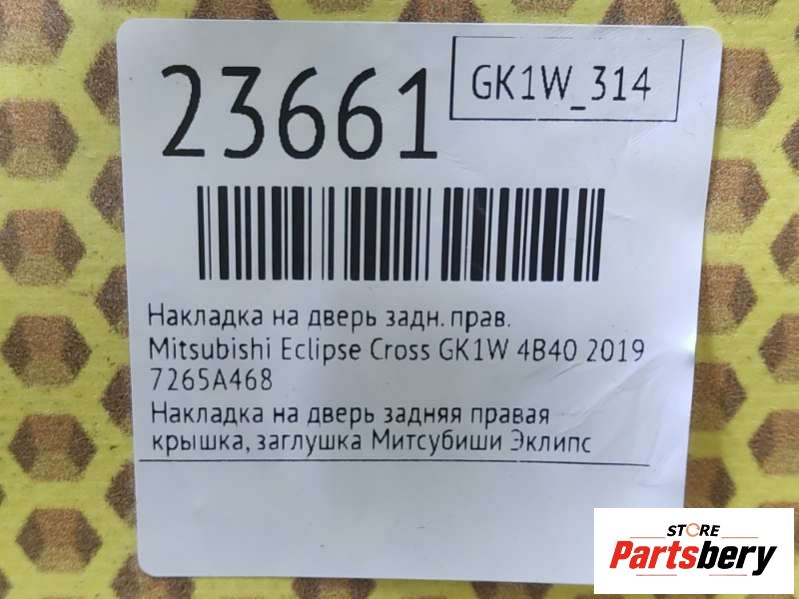 23661
GK1W_314
Накладка на дверь задн. прав.
Mitsubishi Eclipse Cross GK1W 4B40 2019
7265A468
Накладка на дверь задняя правая
крышка, заглушка Митсубиши Эклипс
STORE
Partsbery